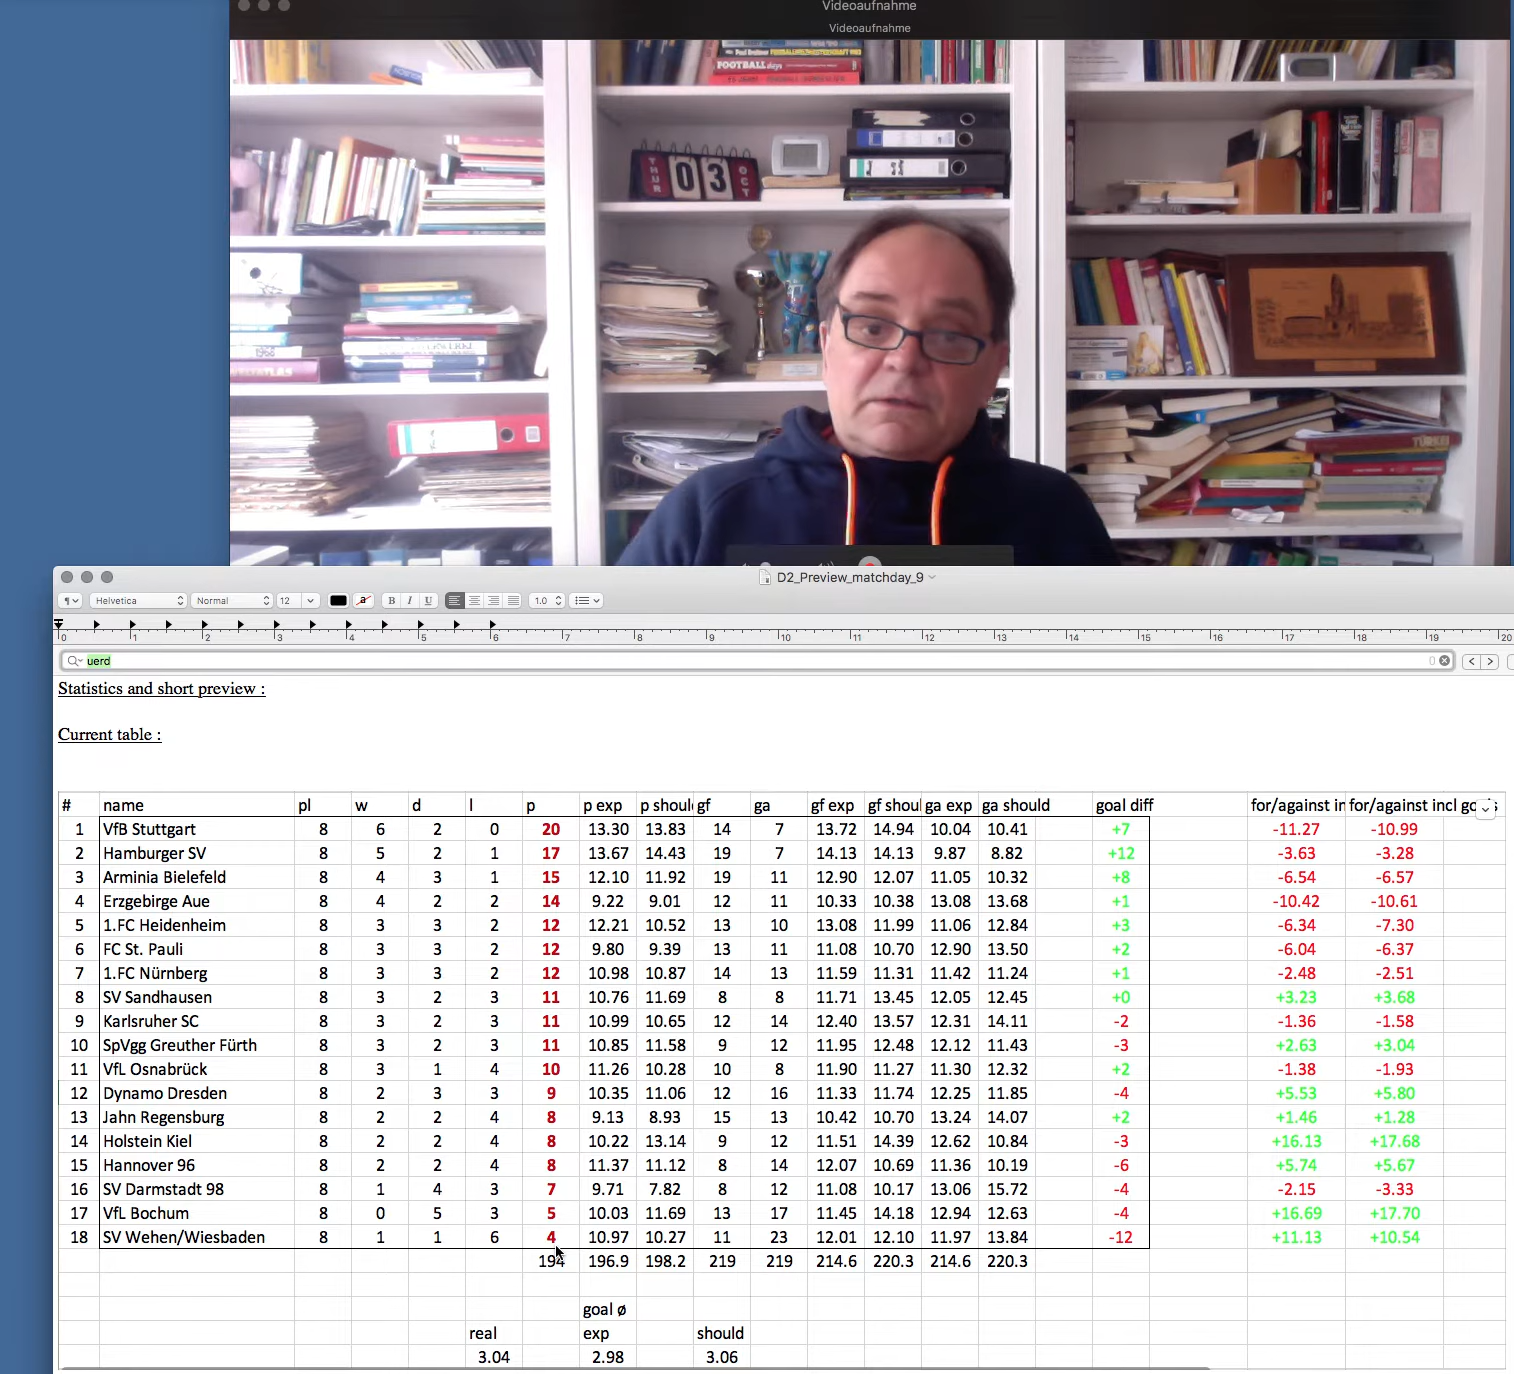 Videoaufnahme
Videoaufnahme
FOOTBALL
THUR 03 OCT
1966
TÜRKEI
D2_Preview_matchday_9
¶ Helvetica Normal 12 a B I U 1.0
0 1 2 3 4 5 6 7 8 9 10 11 12 13 14 15 16 17 18 19 20
uerd 0
Statistics and short preview :
Current table :
# name pl w d l p p exp p shoul gf ga gf exp gf shoul ga exp ga should goal diff for/against in for/against incl go s
1 VfB Stuttgart 8 6 2 0 20 13.30 13.83 14 7 13.72 14.94 10.04 10.41 +7 -11.27 -10.99
2 Hamburger SV 8 5 2 1 17 13.67 14.43 19 7 14.13 14.13 9.87 8.82 +12 -3.63 -3.28
3 Arminia Bielefeld 8 4 3 1 15 12.10 11.92 19 11 12.90 12.07 11.05 10.32 +8 -6.54 -6.57
4 Erzgebirge Aue 8 4 2 2 14 9.22 9.01 12 11 10.33 10.38 13.08 13.68 +1 -10.42 -10.61
5 1.FC Heidenheim 8 3 3 2 12 12.21 10.52 13 10 13.08 11.99 11.06 12.84 +3 -6.34 -7.30
6 FC St. Pauli 8 3 3 2 12 9.80 9.39 13 11 11.08 10.70 12.90 13.50 +2 -6.04 -6.37
7 1.FC Nürnberg 8 3 3 2 12 10.98 10.87 14 13 11.59 11.31 11.42 11.24 +1 -2.48 -2.51
8 SV Sandhausen 8 3 2 3 11 10.76 11.69 8 8 11.71 13.45 12.05 12.45 +0 +3.23 +3.68
9 Karlsruher SC 8 3 2 3 11 10.99 10.65 12 14 12.40 13.57 12.31 14.11 -2 -1.36 -1.58
10 SpVgg Greuther Fürth 8 3 2 3 11 10.85 11.58 9 12 11.95 12.48 12.12 11.43 -3 +2.63 +3.04
11 VfL Osnabrück 8 3 1 4 10 11.26 10.28 10 8 11.90 11.27 11.30 12.32 +2 -1.38 -1.93
12 Dynamo Dresden 8 2 3 3 9 10.35 11.06 12 16 11.33 11.74 12.25 11.85 -4 +5.53 +5.80
13 Jahn Regensburg 8 2 2 4 8 9.13 8.93 15 13 10.42 10.70 13.24 14.07 +2 +1.46 +1.28
14 Holstein Kiel 8 2 2 4 8 10.22 13.14 9 12 11.51 14.39 12.62 10.84 -3 +16.13 +17.68
15 Hannover 96 8 2 2 4 8 11.37 11.12 8 14 12.07 10.69 11.36 10.19 -6 +5.74 +5.67
16 SV Darmstadt 98 8 1 4 3 7 9.71 7.82 8 12 11.08 10.17 13.06 15.72 -4 -2.15 -3.33
17 VfL Bochum 8 0 5 3 5 10.03 11.69 13 17 11.45 14.18 12.94 12.63 -4 +16.69 +17.70
18 SV Wehen/Wiesbaden 8 1 1 6 4 10.97 10.27 11 23 12.01 12.10 11.97 13.84 -12 +11.13 +10.54
194 196.9 198.2 219 219 214.6 220.3 214.6 220.3
goal ø
real exp should
3.04 2.98 3.06